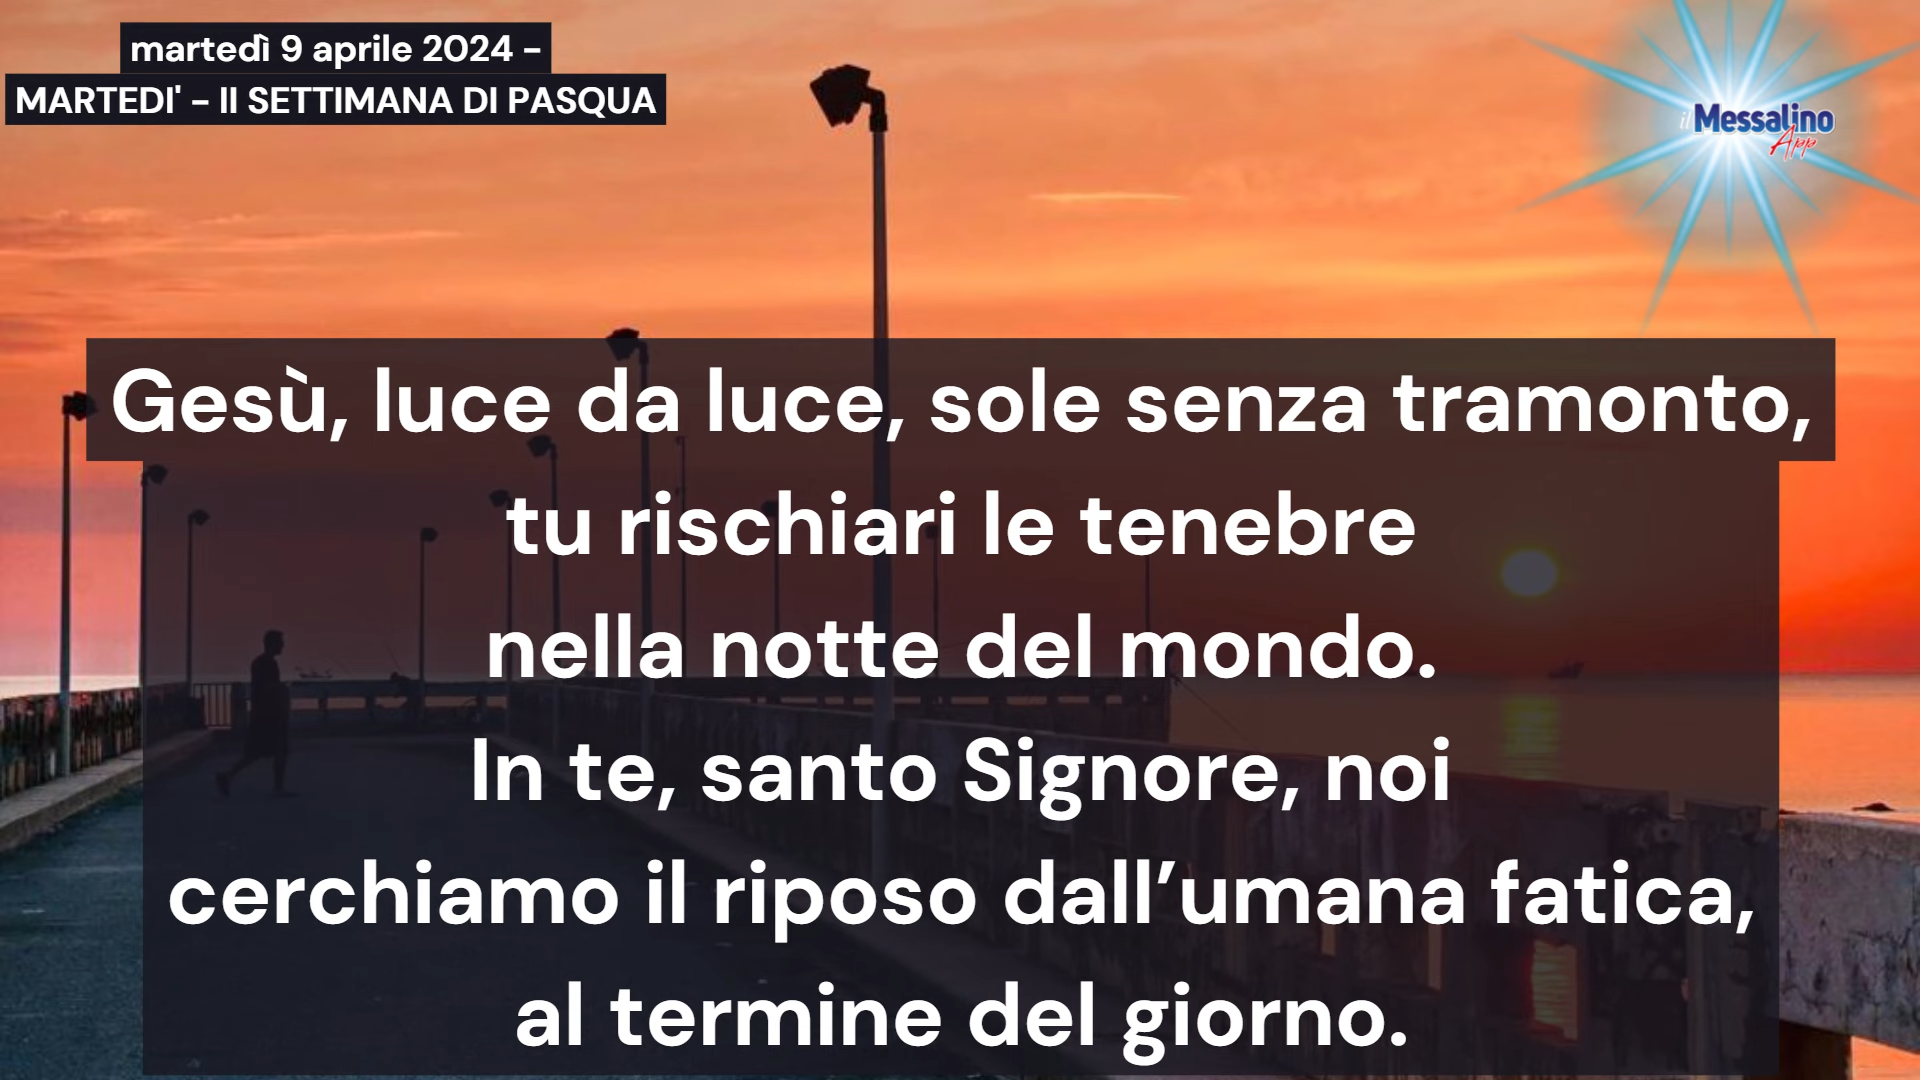 martedì 9 aprile 2024 -
MARTEDI' - II SETTIMANA DI PASQUA
il Messalino
App
Gesù, luce da luce, sole senza tramonto,
tu rischiari le tenebre
nella notte del mondo.
In te, santo Signore, noi
cerchiamo il riposo dall’umana fatica,
al termine del giorno.